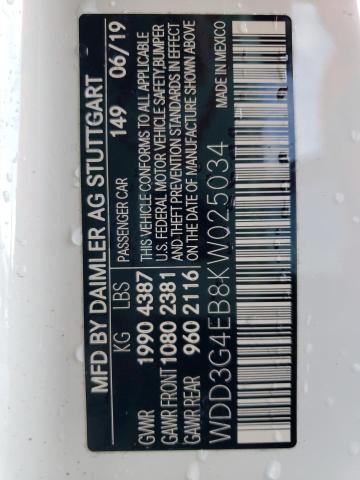 MFD BY DAIMLER AG STUTTGART
KG LBS PASSENGER CAR 149 06/19
GVWR 1990 4387 THIS VEHICLE CONFORMS TO ALL APPLICABLE
U.S. FEDERAL MOTOR VEHICLE SAFETY,BUMPER
GAWR FRONT 1080 2381 AND THEFT PREVENTION STANDARDS IN EFFECT
GAWR REAR 960 2116 ON THE DATE OF MANUFACTURE SHOWN ABOVE
WDD3G4EB8KW025034
MADE IN MEXICO